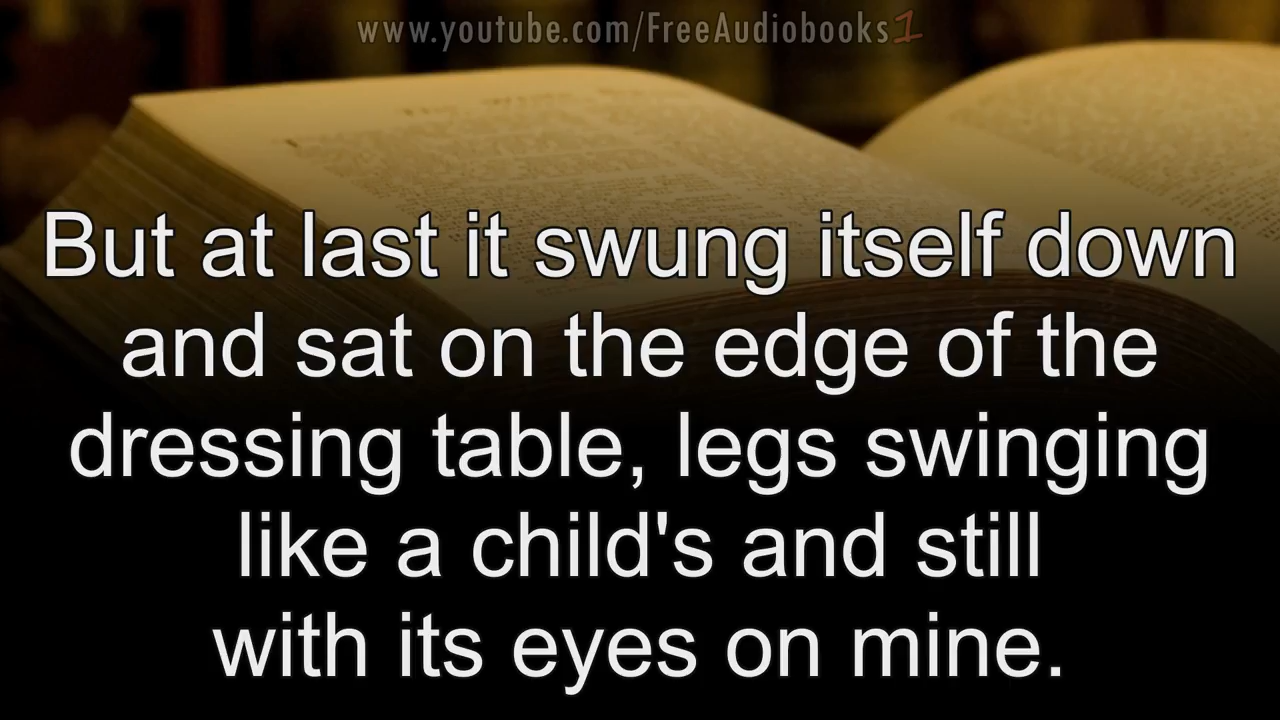 www.youtube.com/FreeAudiobooks1
But at last it swung itself down
and sat on the edge of the
dressing table, legs swinging
like a child's and still
with its eyes on mine.